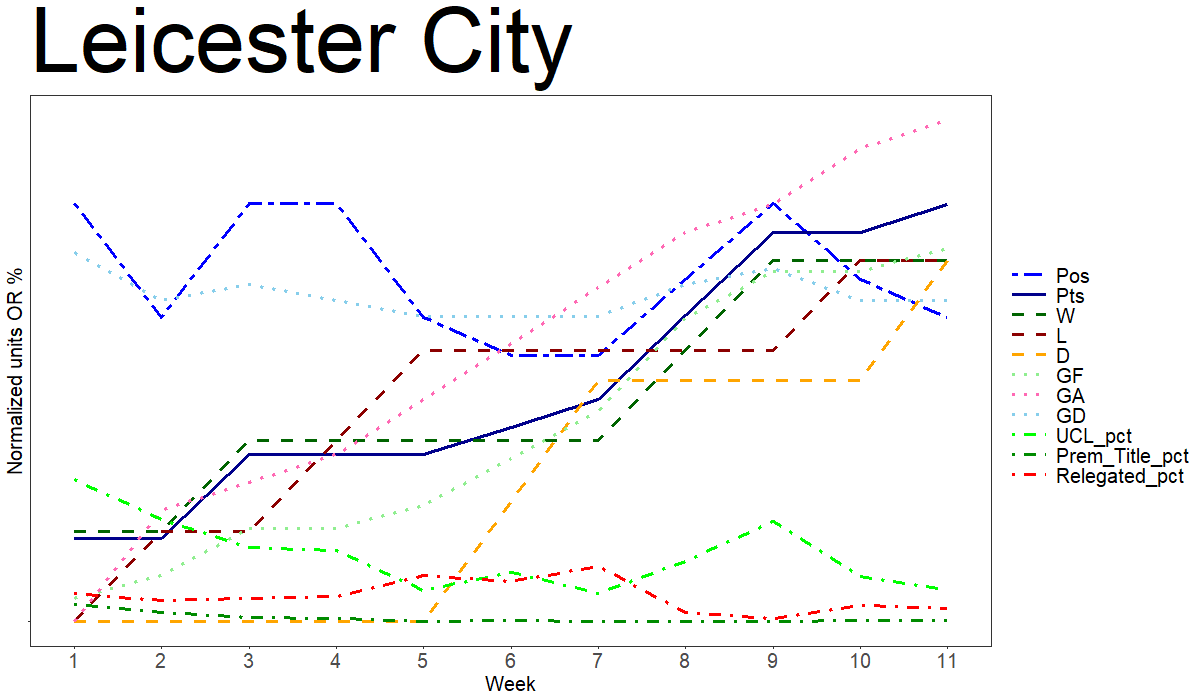 Leicester City
Normalized units OR %
1 2 3 4 5 6 7 8 9 10 11
Week
Pos
Pts
W
L
D
GF
GA
GD
UCL_pct
Prem_Title_pct
Relegated_pct